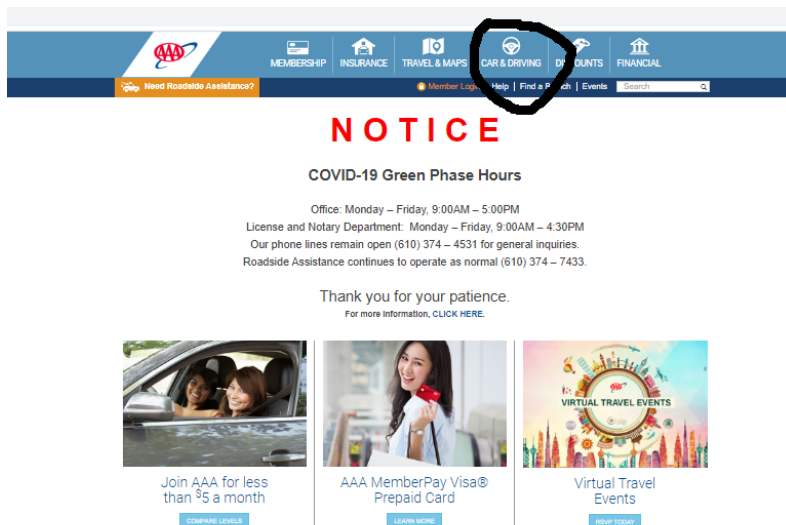 AAA
MEMBERSHIP
INSURANCE
TRAVEL & MAPS
CAR & DRIVING
FINANCIAL
Need Roadside Assistance?
Member Help | Find a | Events Search
NOTICE
COVID-19 Green Phase Hours
Office: Monday – Friday, 9:00AM – 5:00PM
License and Notary Department: Monday – Friday, 9:00AM – 4:30PM
Our phone lines remain open (610) 374 – 4531 for general inquiries.
Roadside Assistance continues to operate as normal (610) 374 – 7433.
Thank you for your patience.
For more information, CLICK HERE.
AAA
VIRTUAL TRAVEL EVENTS
Join AAA for less
than $5 a month
COMPARE LEVELS
AAA MemberPay Visa®
Prepaid Card
LEARN MORE
Virtual Travel
Events
RSVP TODAY